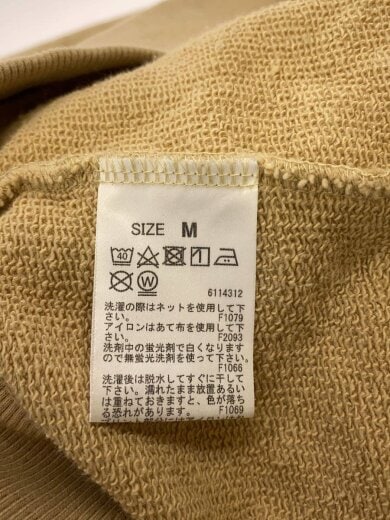 SIZE M
40
W
6114312
洗濯の際はネットを使用して下
さい。 F1079
アイロンはあて布を使用して下
さい。 F2093
洗剤中の蛍光剤で白くなります
ので無蛍光洗剤を使って下さい。
F1066
洗濯後は脱水してすぐに干して
下さい。濡れたまま放置あるい
は重ねておきますと、色が落ち
る恐れがあります。 F1069